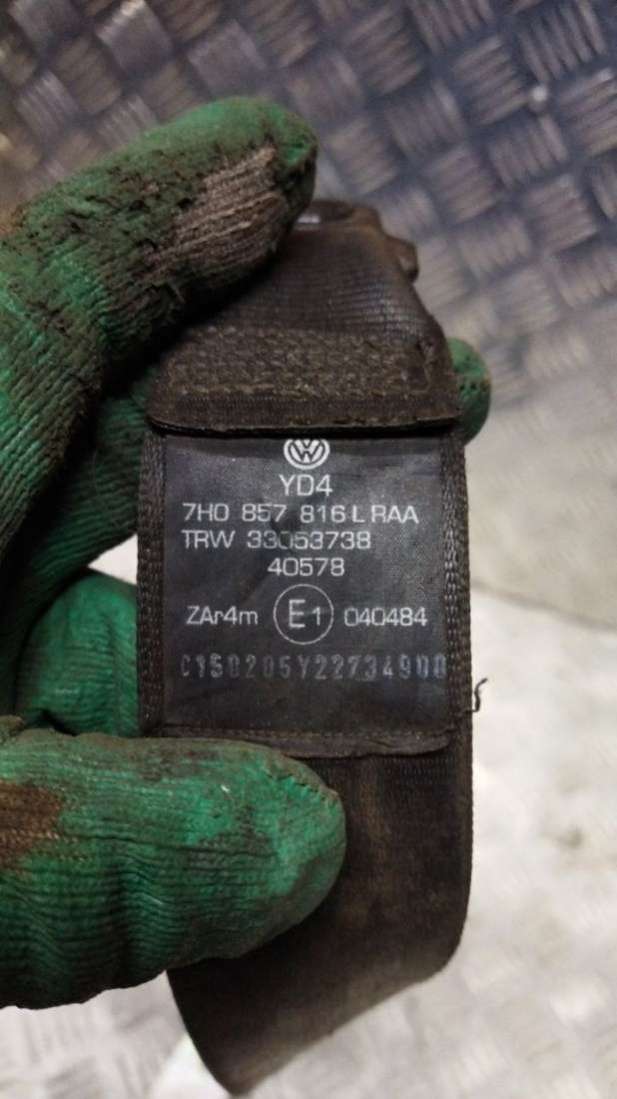 YD4
7H0 857 816 L RAA
TRW 33053738
40578
ZAr4m E1 040484
C150205Y22734900